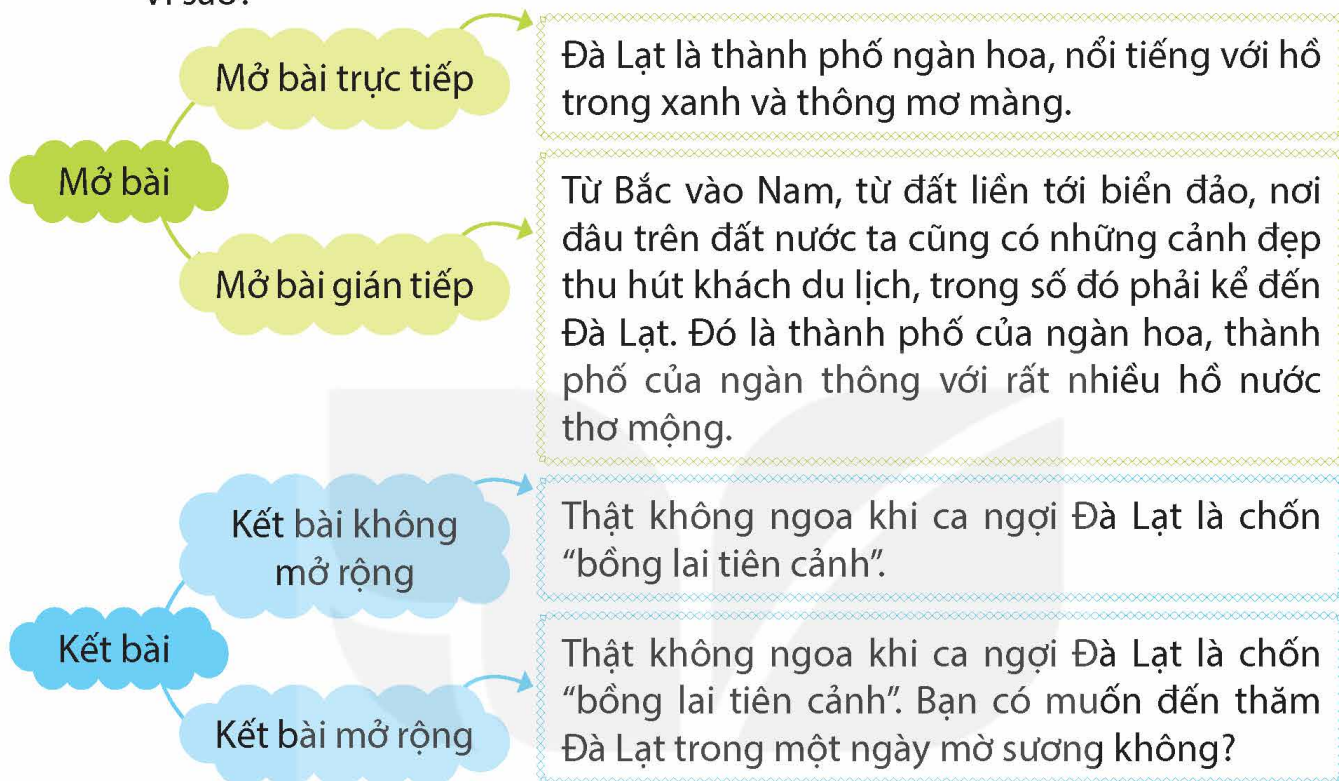 vì sao?
Mở bài trực tiếp
Đà Lạt là thành phố ngàn hoa, nổi tiếng với hồ
trong xanh và thông mơ màng.
Mở bài
Mở bài gián tiếp
Từ Bắc vào Nam, từ đất liền tới biển đảo, nơi
đâu trên đất nước ta cũng có những cảnh đẹp
thu hút khách du lịch, trong số đó phải kể đến
Đà Lạt. Đó là thành phố của ngàn hoa, thành
phố của ngàn thông với rất nhiều hồ nước
thơ mộng.
Kết bài không
mở rộng
Thật không ngoa khi ca ngợi Đà Lạt là chốn
“bồng lai tiên cảnh”.
Kết bài
Kết bài mở rộng
Thật không ngoa khi ca ngợi Đà Lạt là chốn
“bồng lai tiên cảnh”. Bạn có muốn đến thăm
Đà Lạt trong một ngày mờ sương không?